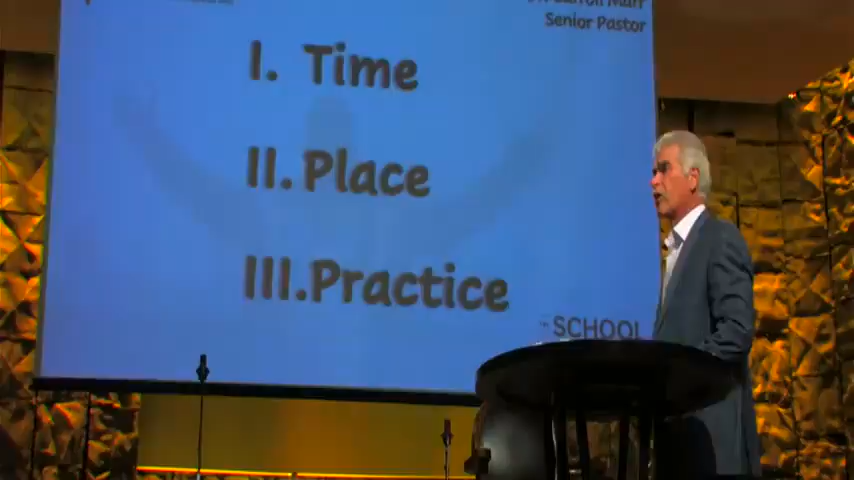 Senior Pastor
I. Time
II. Place
III. Practice
SCHOOL